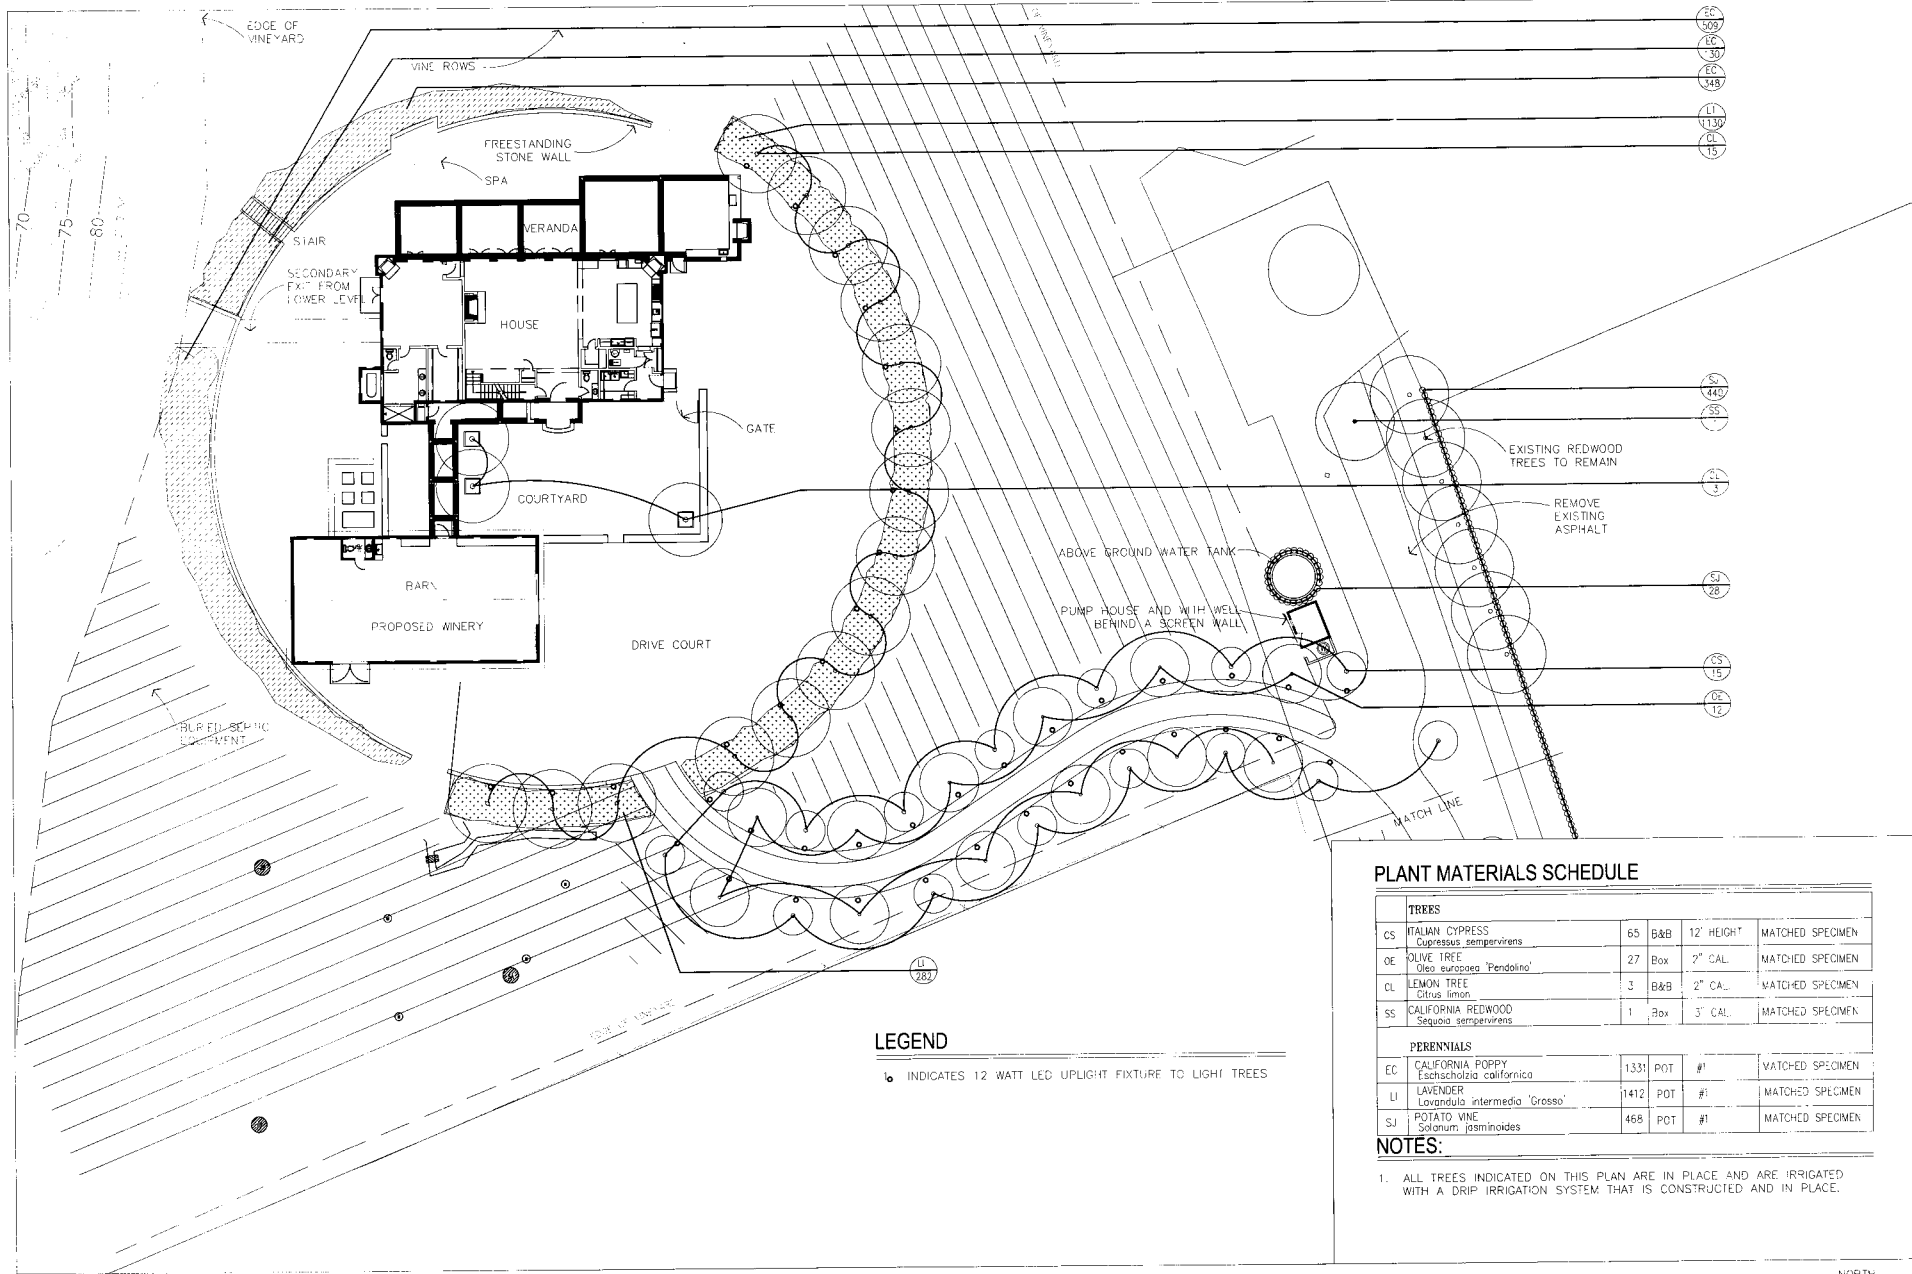 EDGE OF
VINEYARD
VINE ROWS
EC
509
EC
130
EC
348
LI
1130
CL
15
FREESTANDING
STONE WALL
SPA
70
75
80
STAIR
VERANDA
SECONDARY
EXIT FROM
LOWER LEVEL
HOUSE
GATE
COURTYARD
SJ
440
SS
EXISTING REDWOOD
TREES TO REMAIN
3
REMOVE
EXISTING
ASPHALT
ABOVE GROUND WATER TANK
SJ
28
BARN
PROPOSED WINERY
PUMP HOUSE AND WITH WELL
BEHIND A SCREEN WALL
DRIVE COURT
CS
15
OE
12
BURIED SEPTIC
EQUIPMENT
MATCH LINE
LI
282
EDGE OF VINEYARD
LEGEND
INDICATES 12 WATT LED UPLIGHT FIXTURE TO LIGHT TREES
PLANT MATERIALS SCHEDULE
TREES
CS ITALIAN CYPRESS 65 B&B 12' HEIGHT MATCHED SPECIMEN
Cupressus sempervirens
OE OLIVE TREE 27 Box 2" CAL. MATCHED SPECIMEN
Olea europaea 'Pendolino'
CL LEMON TREE 3 B&B 2" CAL. MATCHED SPECIMEN
Citrus limon
SS CALIFORNIA REDWOOD 1 Box 3" CAL. MATCHED SPECIMEN
Sequoia sempervirens
PERENNIALS
EC CALIFORNIA POPPY 1331 POT #1 MATCHED SPECIMEN
Eschscholzia californica
LI LAVENDER 1412 POT #1 MATCHED SPECIMEN
Lavandula intermedia 'Grosso'
SJ POTATO VINE 468 POT #1 MATCHED SPECIMEN
Solanum jasminoides
NOTES:
1. ALL TREES INDICATED ON THIS PLAN ARE IN PLACE AND ARE IRRIGATED
WITH A DRIP IRRIGATION SYSTEM THAT IS CONSTRUCTED AND IN PLACE.
NORTH